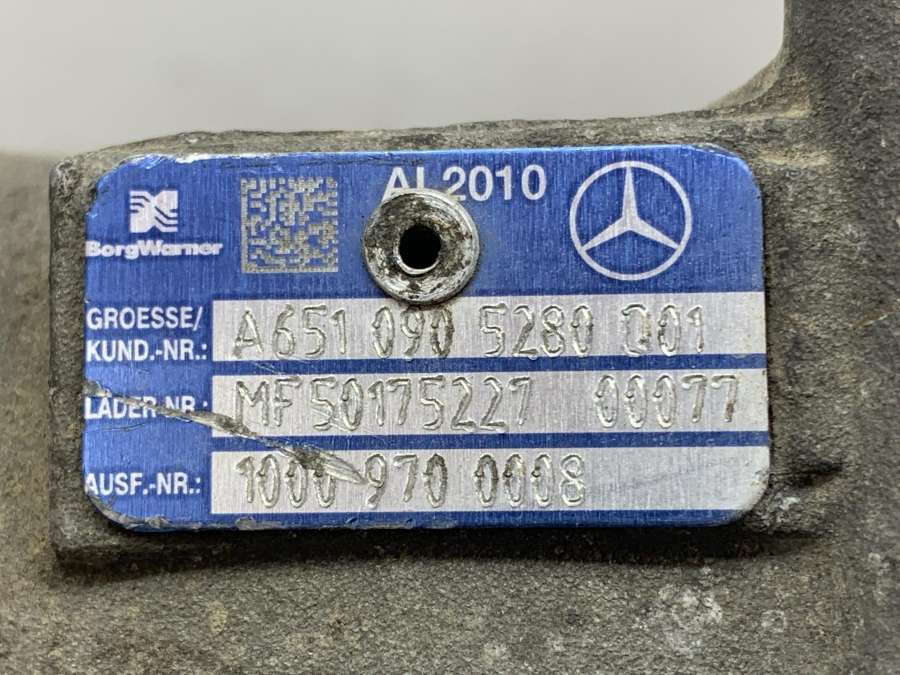 AL2010
BorgWarner
GROESSE/
KUND.-NR.: A651 090 5280 Q01
LADER-NR.: MF50175227 00077
AUSF.-NR.: 1000 970 0008